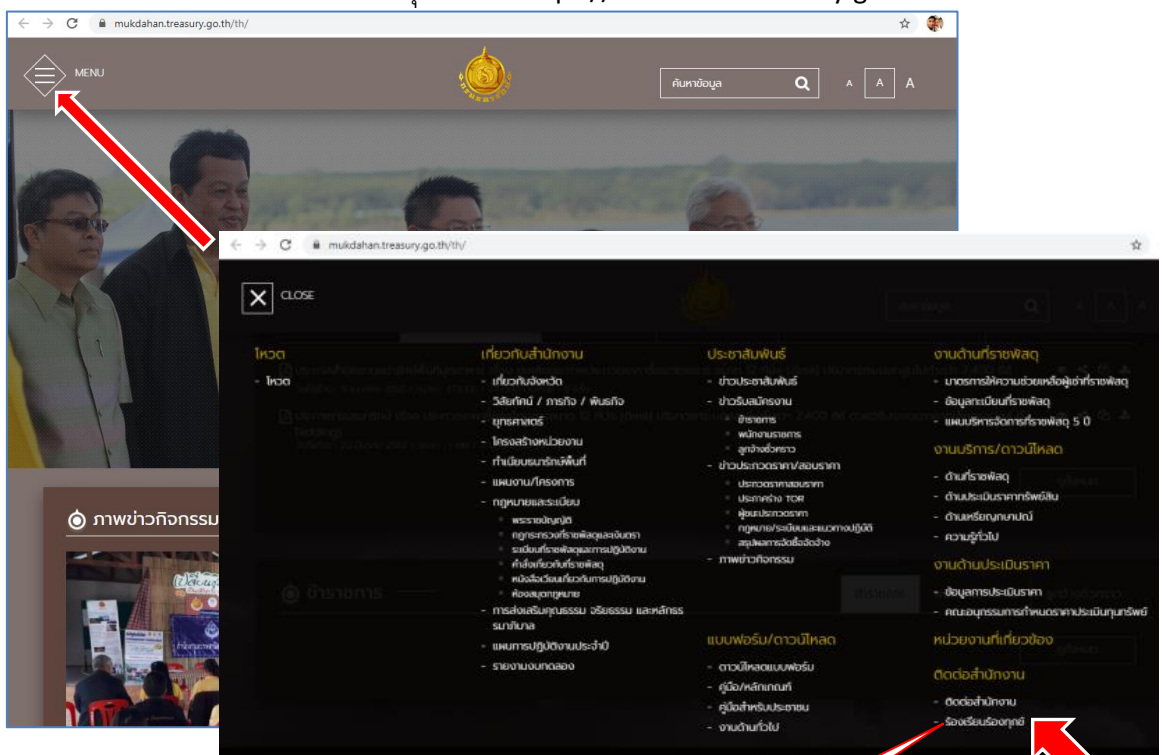 mukdahan.treasury.go.th/th/
MENU
ค้นหาข้อมูล
A A A
ภาพข่าวกิจกรรม
mukdahan.treasury.go.th/th/
CLOSE
โหวต
- โหวต
เกี่ยวกับสำนักงาน
- เกี่ยวกับจังหวัด
- วิสัยทัศน์ / ภารกิจ / พันธกิจ
- ยุทธศาสตร์
- โครงสร้างหน่วยงาน
- ทำเนียบธนารักษ์พื้นที่
- แผนงาน/โครงการ
- กฎหมายและระเบียบ
พระราชบัญญัติ
กฎกระทรวงที่ราชพัสดุและเงินตรา
ระเบียบที่ราชพัสดุและการปฏิบัติงาน
คำสั่งเกี่ยวกับที่ราชพัสดุ
หนังสือเวียนเกี่ยวกับการปฏิบัติงาน
ห้องสมุดกฎหมาย
- การส่งเสริมคุณธรรม จริยธรรม และหลักธร
รมาภิบาล
- แผนการปฏิบัติงานประจำปี
- รายงานงบทดลอง
ประชาสัมพันธ์
- ข่าวประชาสัมพันธ์
- ข่าวรับสมัครงาน
ข้าราชการ
พนักงานราชการ
ลูกจ้างชั่วคราว
- ข่าวประกวดราคา/สอบราคา
ประกวดราคาสอบราคา
ประกาศร่าง TOR
ผู้ชนะประกวดราคา
กฎหมาย/ระเบียบและแนวทางปฏิบัติ
สรุปผลการจัดซื้อจัดจ้าง
- ภาพข่าวกิจกรรม
แบบฟอร์ม/ดาวน์โหลด
- ดาวน์โหลดแบบฟอร์ม
- คู่มือ/หลักเกณฑ์
- คู่มือสำหรับประชาชน
- งานด้านทั่วไป
งานด้านที่ราชพัสดุ
- มาตรการให้ความช่วยเหลือผู้เช่าที่ราชพัสดุ
- ข้อมูลทะเบียนที่ราชพัสดุ
- แผนบริหารจัดการที่ราชพัสดุ 5 ปี
งานบริการ/ดาวน์โหลด
- ด้านที่ราชพัสดุ
- ด้านประเมินราคาทรัพย์สิน
- ด้านเหรียญกษาปณ์
- ความรู้ทั่วไป
งานด้านประเมินราคา
- ข้อมูลการประเมินราคา
- คณะอนุกรรมการกำหนดราคาประเมินทุนทรัพย์
หน่วยงานที่เกี่ยวข้อง
ติดต่อสำนักงาน
- ติดต่อสำนักงาน
- ร้องเรียนร้องทุกข์
ข้าราชการ